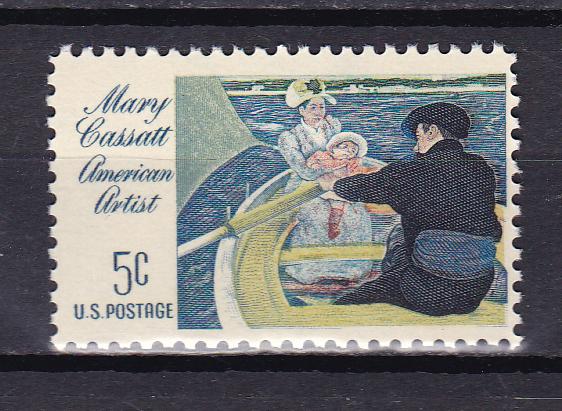 Mary
Cassatt
American
Artist
5c
U.S. POSTAGE